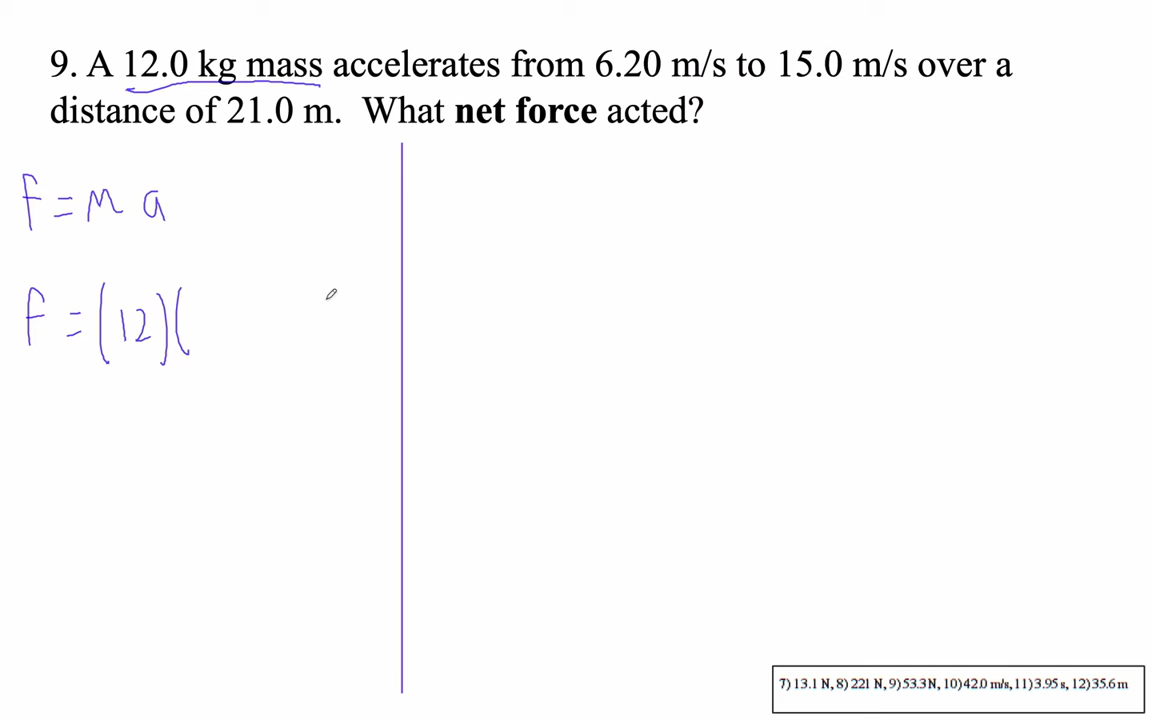 9. A 12.0 kg mass accelerates from 6.20 m/s to 15.0 m/s over a
distance of 21.0 m. What net force acted?
F = m a
F = (12)(
7) 13.1 N, 8) 221 N, 9) 53.3 N, 10) 42.0 m/s, 11) 3.95 s, 12) 35.6 m